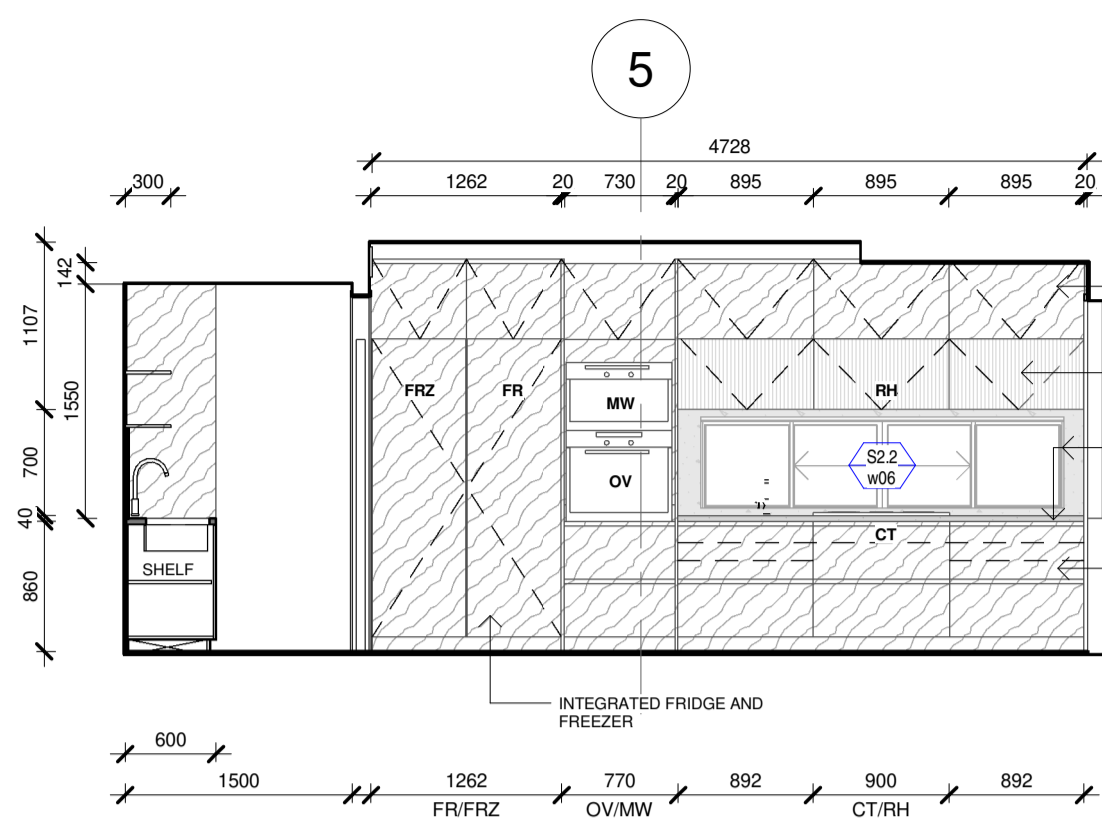 5
4728
300
1262
20
730
20
895
895
895
20
142
1107
1550
700
40
860
FRZ
FR
MW
OV
RH
S2.2
w06
CT
SHELF
INTEGRATED FRIDGE AND
FREEZER
600
1500
1262
770
892
900
892
FR/FRZ
OV/MW
CT/RH